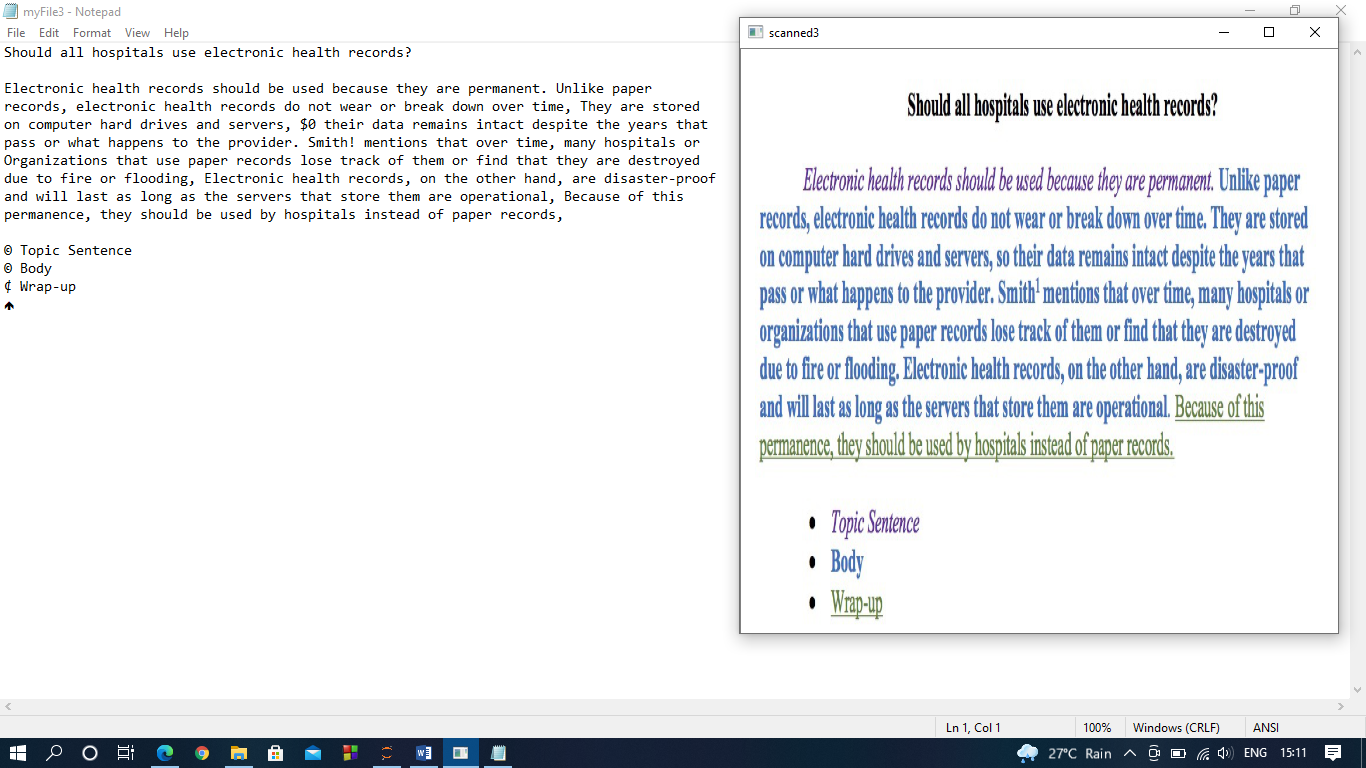 myFile3 - Notepad
File Edit Format View Help
Should all hospitals use electronic health records?
Electronic health records should be used because they are permanent. Unlike paper
records, electronic health records do not wear or break down over time, They are stored
on computer hard drives and servers, $0 their data remains intact despite the years that
pass or what happens to the provider. Smith! mentions that over time, many hospitals or
Organizations that use paper records lose track of them or find that they are destroyed
due to fire or flooding, Electronic health records, on the other hand, are disaster-proof
and will last as long as the servers that store them are operational, Because of this
permanence, they should be used by hospitals instead of paper records,
© Topic Sentence
© Body
¢ Wrap-up
scanned3
Should all hospitals use electronic health records?
Electronic health records should be used because they are permanent. Unlike paper
records, electronic health records do not wear or break down over time. They are stored
on computer hard drives and servers, so their data remains intact despite the years that
pass or what happens to the provider. Smith¹ mentions that over time, many hospitals or
organizations that use paper records lose track of them or find that they are destroyed
due to fire or flooding. Electronic health records, on the other hand, are disaster-proof
and will last as long as the servers that store them are operational. Because of this
permanence, they should be used by hospitals instead of paper records.
• Topic Sentence
• Body
• Wrap-up
Ln 1, Col 1 100% Windows (CRLF) ANSI
27°C Rain ENG 15:11